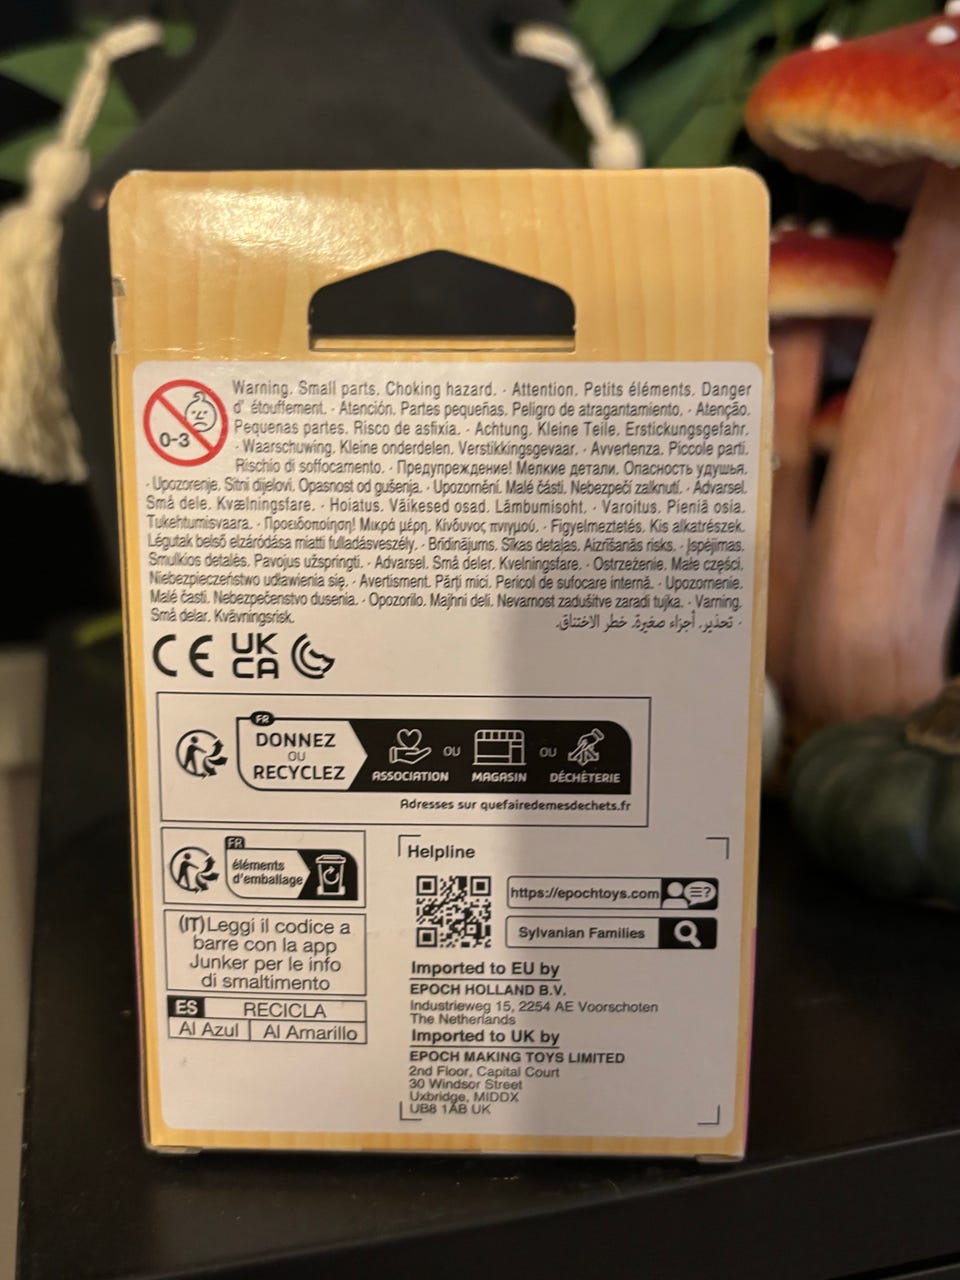 Warning. Small parts. Choking hazard. · Attention. Petits éléments. Danger
d' étouffement. · Atención. Partes pequeñas. Peligro de atragantamiento. · Atenção.
0-3
Pequenas partes. Risco de asfixia. · Achtung. Kleine Teile. Erstickungsgefahr.
· Waarschuwing. Kleine onderdelen. Verstikkingsgevaar. · Avvertenza. Piccole parti.
Rischio di soffocamento. · Предупреждение! Мелкие детали. Опасность удушья.
· Upozorenje. Sitni dijelovi. Opasnost od gušenja. · Upozornění. Malé části. Nebezpečí zalknutí. · Advarsel.
Små dele. Kvælningsfare. · Hoiatus. Väikesed osad. Lämbumisoht. · Varoitus. Pieniä osia.
Tukehtumisvaara. · Προειδοποίηση! Μικρά μέρη. Κίνδυνος πνιγμού. · Figyelmeztetés. Kis alkatrészek.
Légutak belső elzáródása miatti fulladásveszély. · Brīdinājums. Sīkas detaļas. Aizrīšanās risks. · Įspėjimas.
Smulkios detalės. Pavojus užspringti. · Advarsel. Små deler. Kvelningsfare. · Ostrzeżenie. Małe części.
Niebezpieczeństwo udławienia się. · Avertisment. Părți mici. Pericol de sufocare internă. · Upozornenie.
Malé časti. Nebezpečenstvo dusenia. · Opozorilo. Majhni deli. Nevarnost zadušitve zaradi tujka. · Varning.
Små delar. Kvävningsrisk.
· تحذير. أجزاء صغيرة. خطر الاختناق.
CE UK CA
FR
DONNEZ
OU
RECYCLEZ
ASSOCIATION OU MAGASIN OU DÉCHÈTERIE
Adresses sur quefairedemesdechets.fr
FR
éléments
d'emballage
(IT)Leggi il codice a
barre con la app
Junker per le info
di smaltimento
ES RECICLA
Al Azul Al Amarillo
Helpline
https://epochtoys.com
Sylvanian Families
Imported to EU by
EPOCH HOLLAND B.V.
Industrieweg 15, 2254 AE Voorschoten
The Netherlands
Imported to UK by
EPOCH MAKING TOYS LIMITED
2nd Floor, Capital Court
30 Windsor Street
Uxbridge, MIDDX
UB8 1AB UK